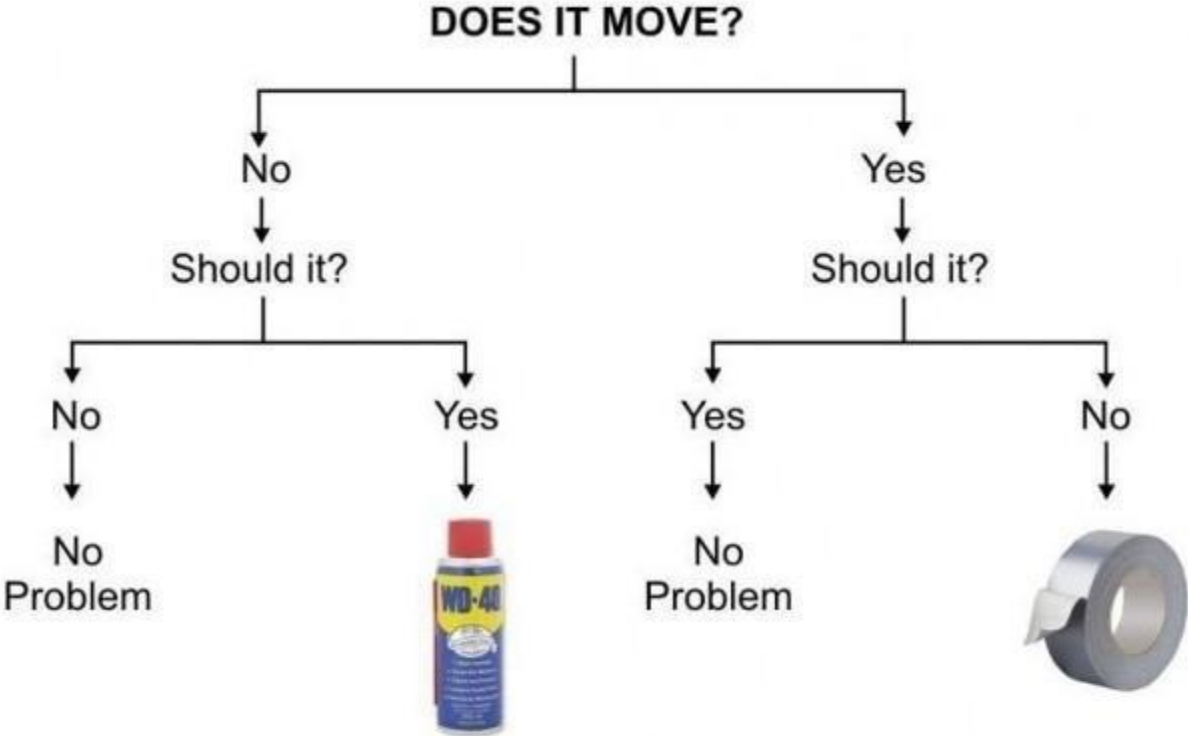 DOES IT MOVE?
No
Yes
Should it?
Should it?
No
Yes
Yes
No
No
Problem
WD-40
No
Problem